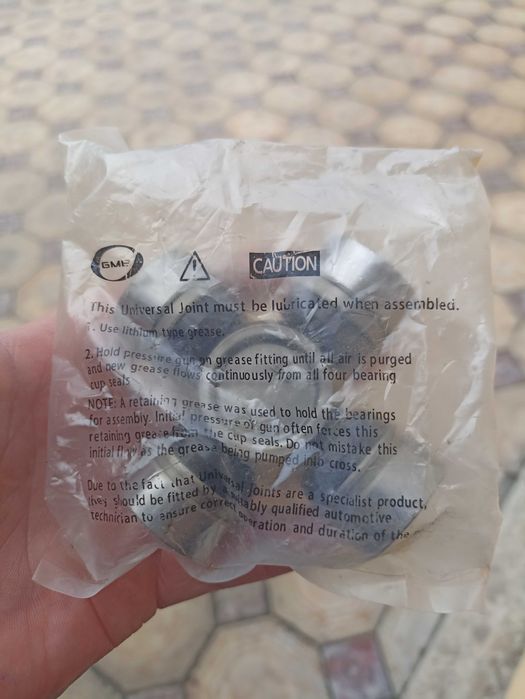 GMB
CAUTION
This Universal Joint must be lubricated when assembled.
1. Use lithium type grease.
2. Hold pressure gun on grease fitting until all air is purged
and new grease flows continuously from all four bearing
cup seals
NOTE: A retaining grease was used to hold the bearings
for assembly. Initial pressure of gun often forces this
retaining grease from the cup seals. Do not mistake this
initial flow as the grease being pumped into cross.
Due to the fact that Universal Joints are a specialist product,
they should be fitted by a suitably qualified automotive
technician to ensure correct operation and duration of the